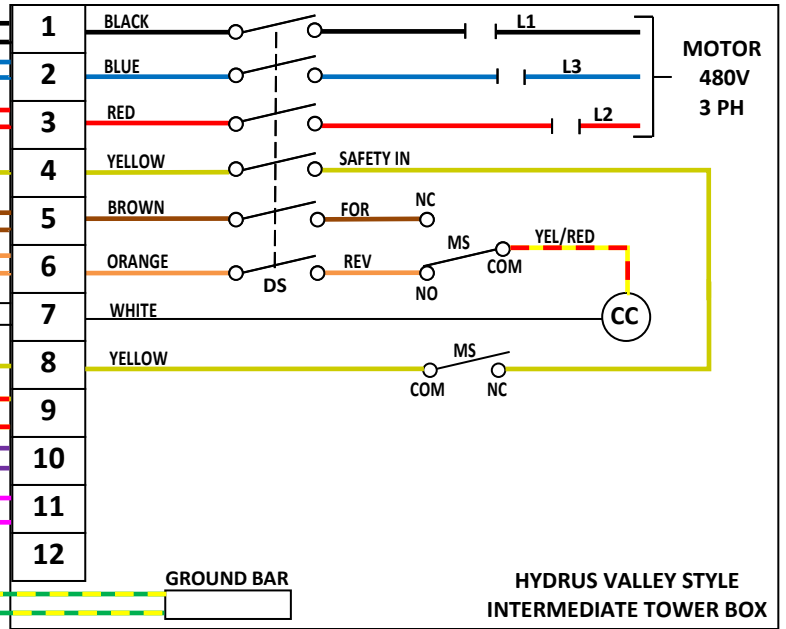 1 BLACK L1
2 BLUE L3
3 RED L2
MOTOR
480V
3 PH
4 YELLOW SAFETY IN
5 BROWN FOR NC
6 ORANGE DS REV NO MS COM YEL/RED
7 WHITE CC
8 YELLOW COM MS NC
9
10
11
12
GROUND BAR
HYDRUS VALLEY STYLE
INTERMEDIATE TOWER BOX